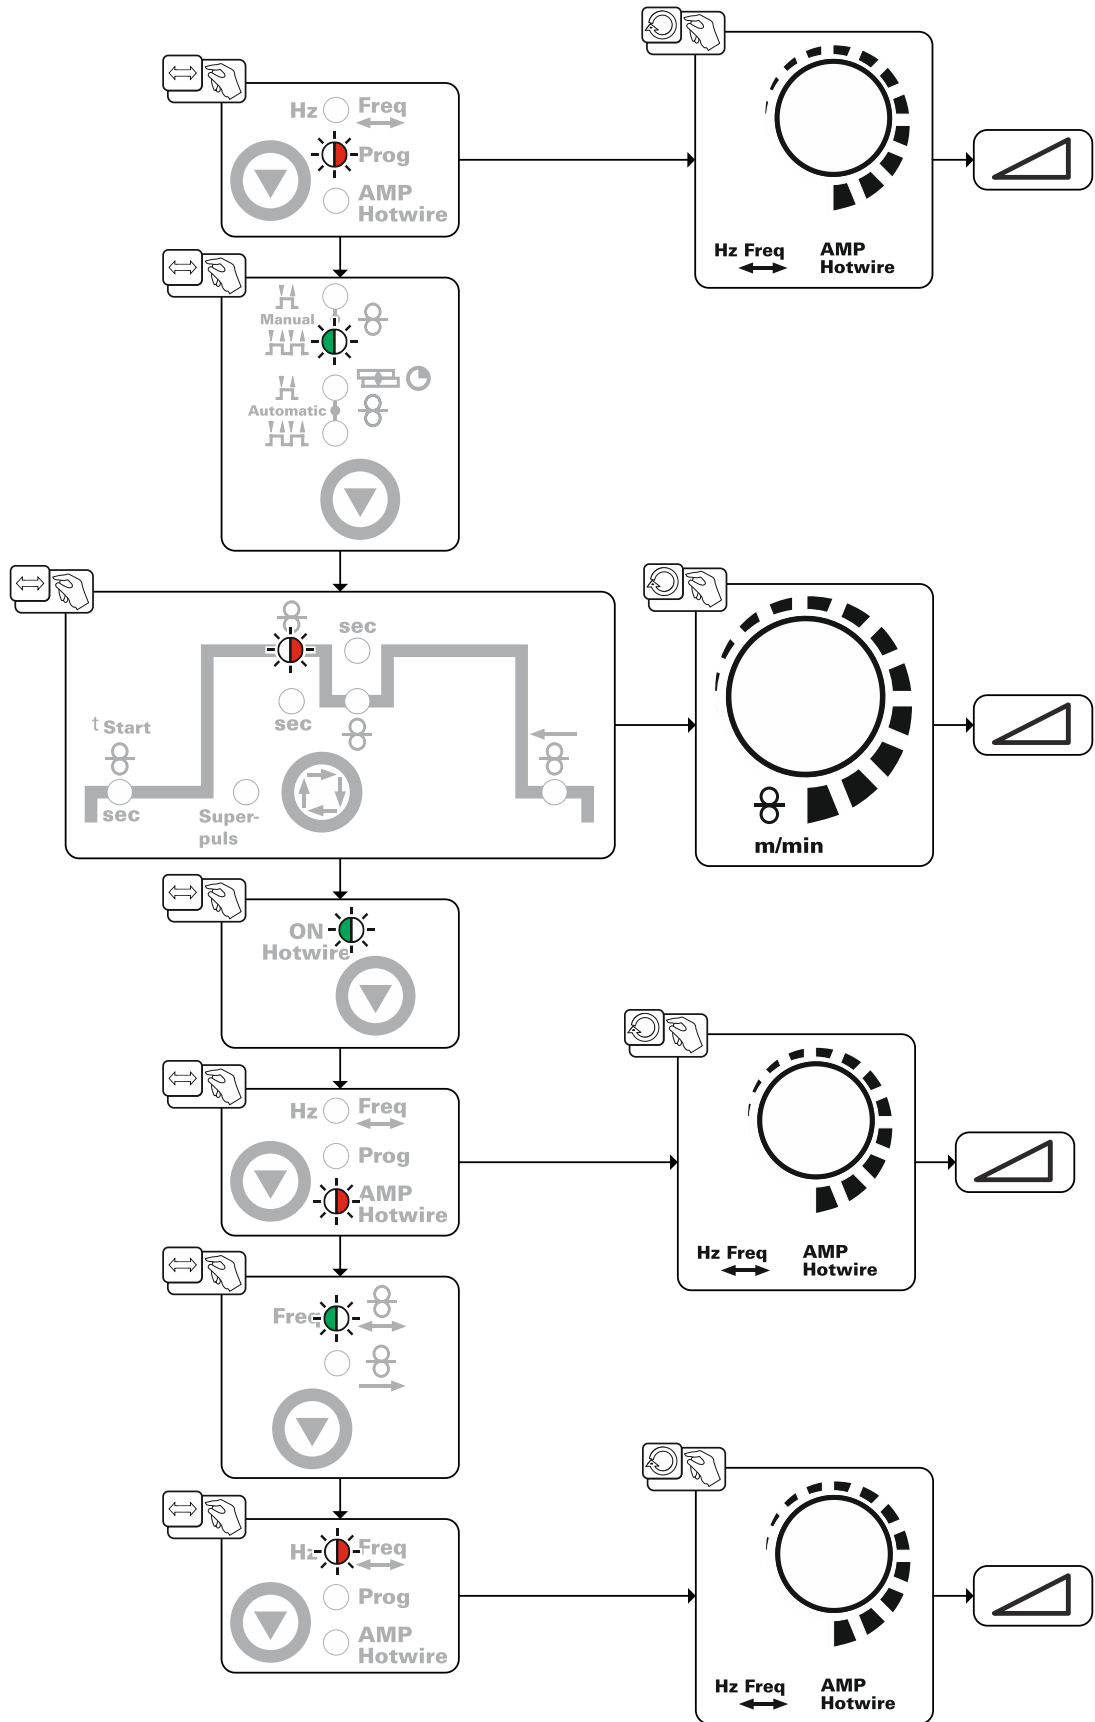 Hz Freq
Prog
AMP
Hotwire
Hz Freq AMP
Hotwire
Manual
Automatic
sec
sec
t Start
sec
Super-
puls
m/min
ON
Hotwire
Hz Freq
Prog
AMP
Hotwire
Hz Freq AMP
Hotwire
Freq
Hz Freq
Prog
AMP
Hotwire
Hz Freq AMP
Hotwire